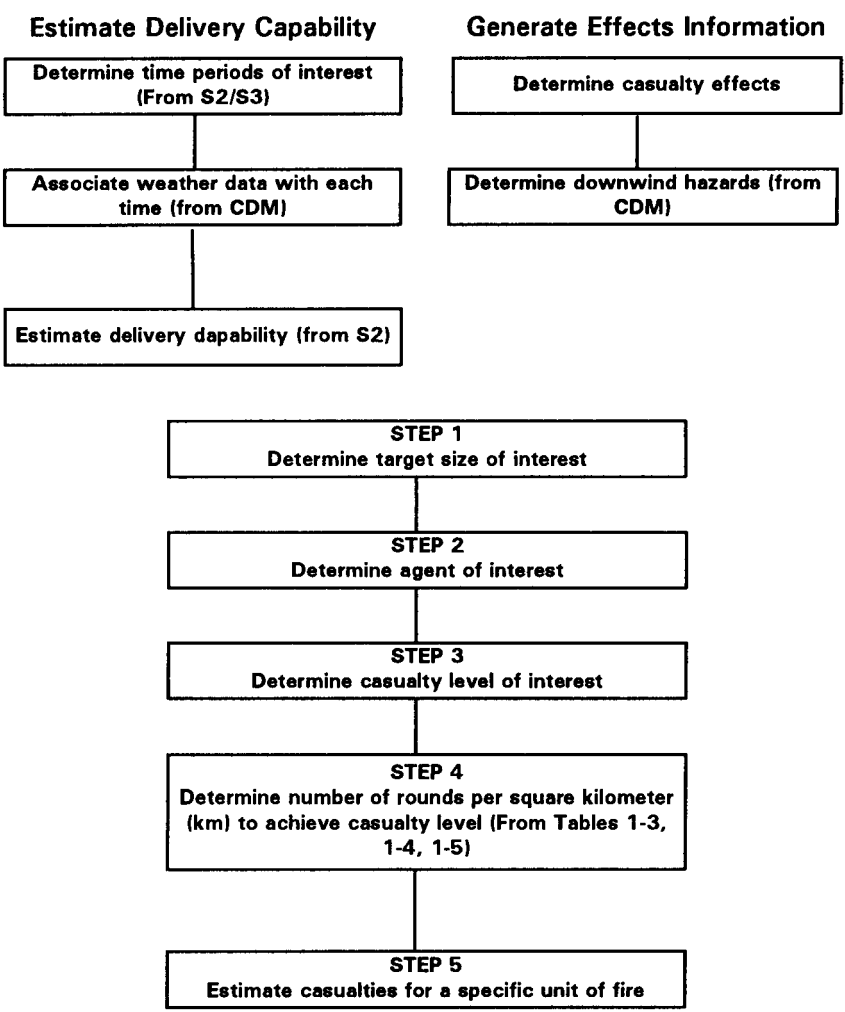 Estimate Delivery Capability
Determine time periods of interest
(From S2/S3)
Associate weather data with each
time (from CDM)
Estimate delivery dapability (from S2)
Generate Effects Information
Determine casualty effects
Determine downwind hazards (from
CDM)
STEP 1
Determine target size of interest
STEP 2
Determine agent of interest
STEP 3
Determine casualty level of interest
STEP 4
Determine number of rounds per square kilometer
(km) to achieve casualty level (From Tables 1-3,
1-4, 1-5)
STEP 5
Estimate casualties for a specific unit of fire